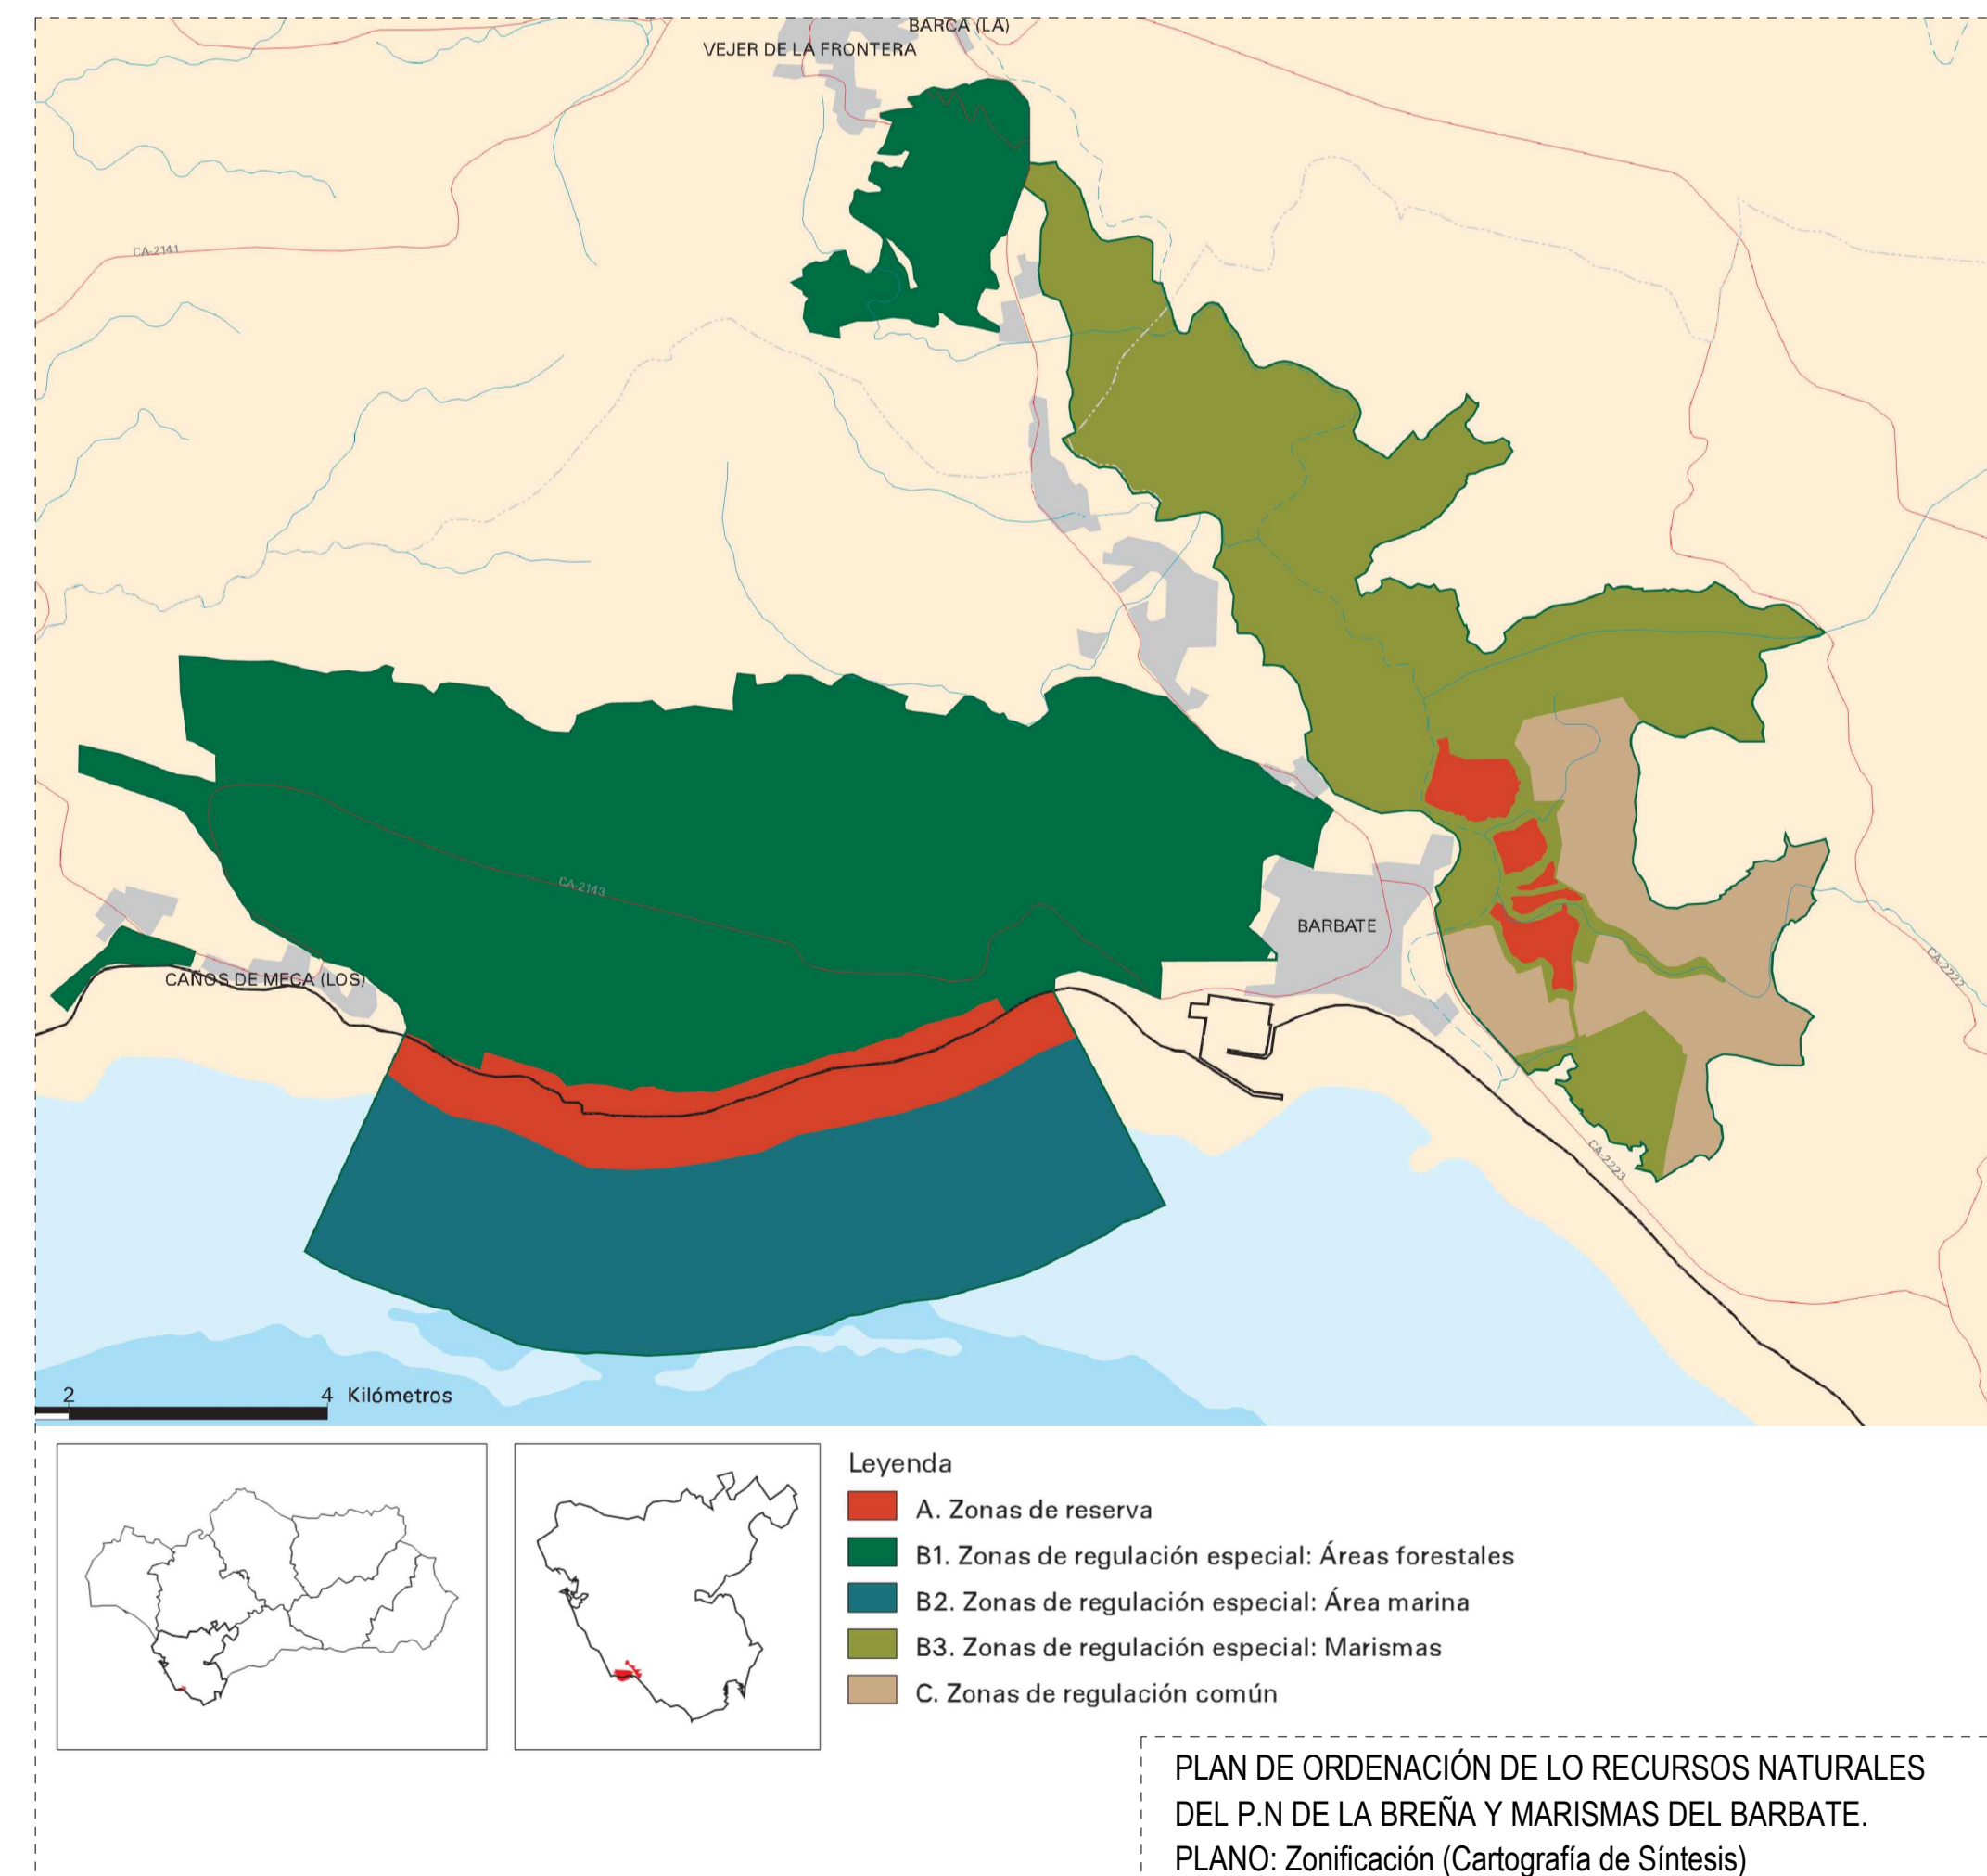 BARCA (LA)
VEJER DE LA FRONTERA
CA-2141
CA-2143
BARBATE
CAÑOS DE MECA (LOS)
CA-2222
CA-2223
2 4 Kilómetros
Leyenda
A. Zonas de reserva
B1. Zonas de regulación especial: Áreas forestales
B2. Zonas de regulación especial: Área marina
B3. Zonas de regulación especial: Marismas
C. Zonas de regulación común
PLAN DE ORDENACIÓN DE LO RECURSOS NATURALES
DEL P.N DE LA BREÑA Y MARISMAS DEL BARBATE.
PLANO: Zonificación (Cartografía de Síntesis)